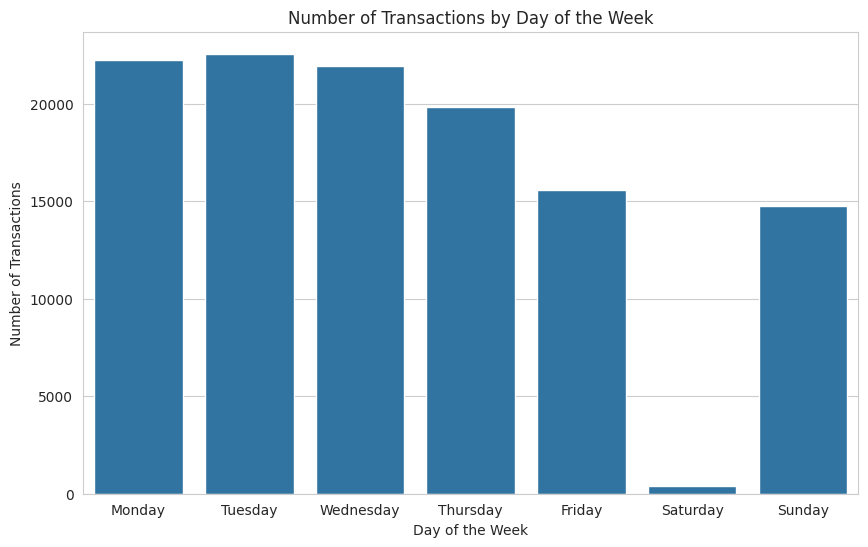 Number of Transactions by Day of the Week
Number of Transactions
20000
15000
10000
5000
0
Monday Tuesday Wednesday Thursday Friday Saturday Sunday
Day of the Week